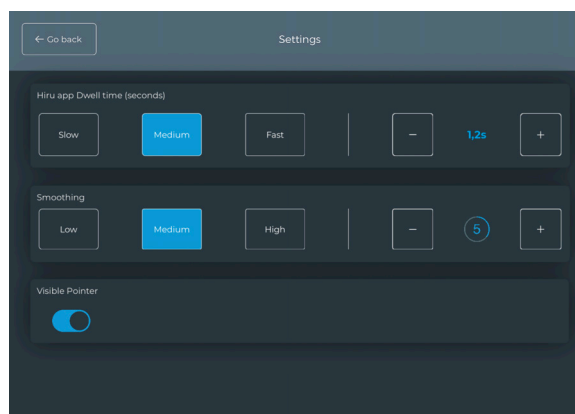 ← Go back
Settings
Hiru app Dwell time (seconds)
Slow Medium Fast − 1,2s +
Smoothing
Low Medium High − 5 +
Visible Pointer